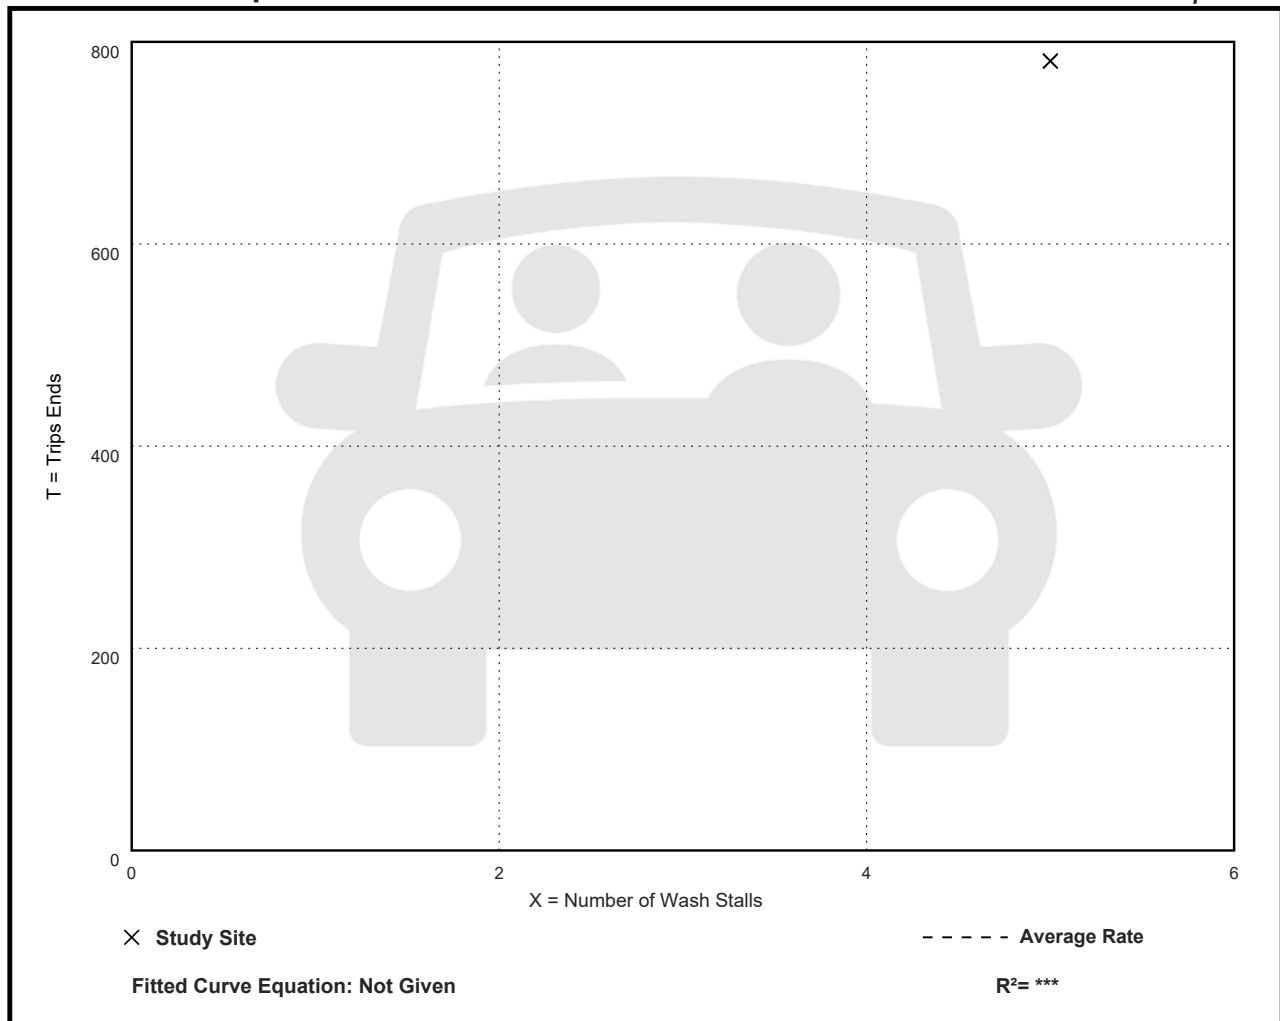 800
600
400
200
0
T = Trips Ends
0 2 4 6
X = Number of Wash Stalls
Study Site
Average Rate
Fitted Curve Equation: Not Given
R²= ***